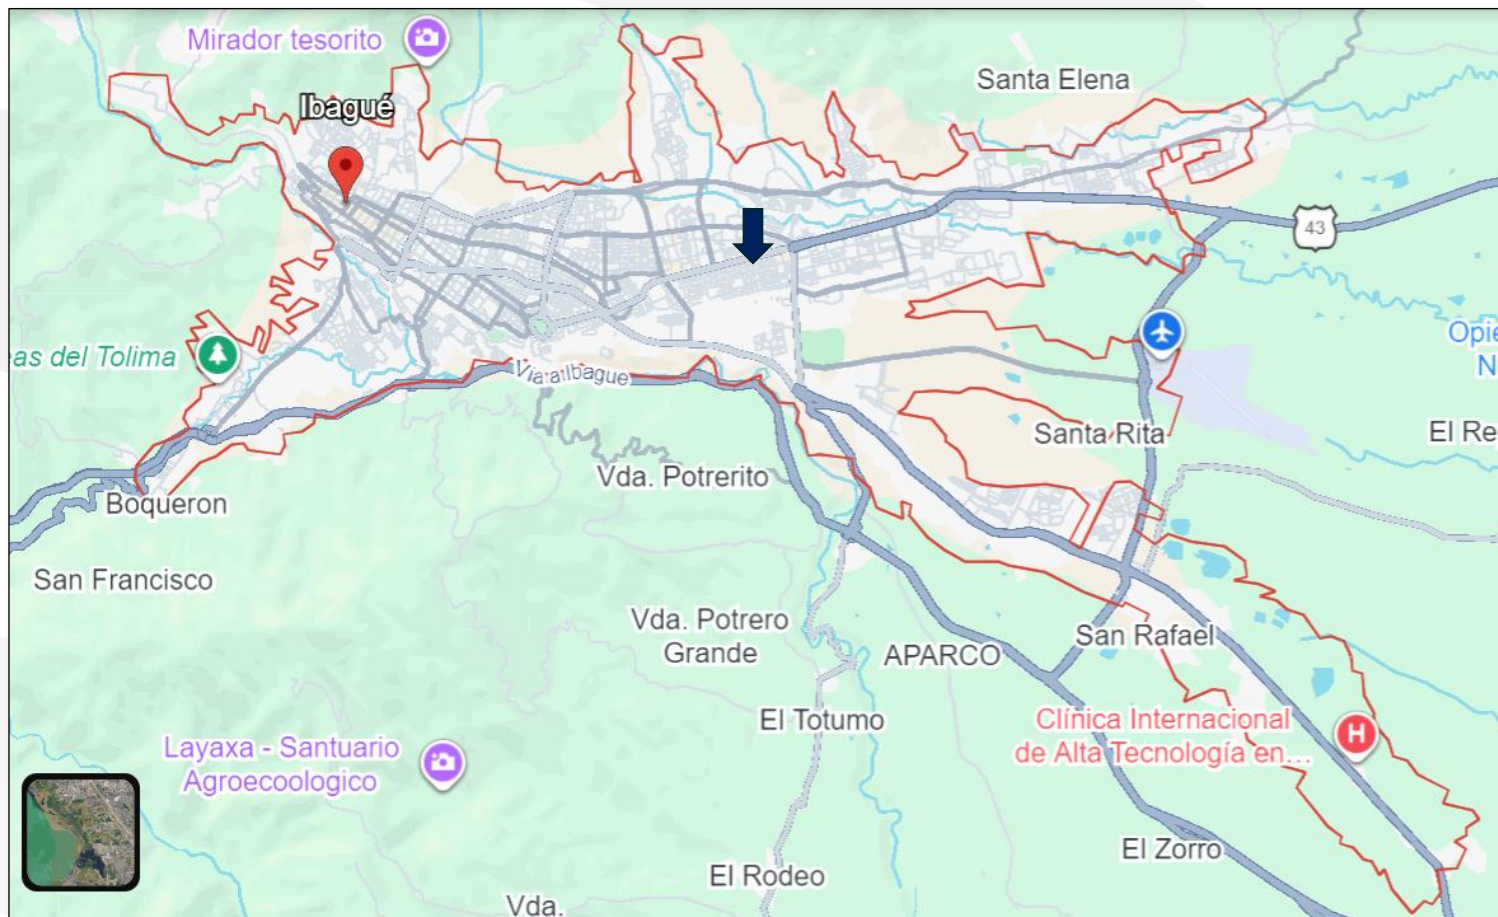 Mirador tesorito
Ibagué
Santa Elena
43
eas del Tolima
Vía a Ibague
Opie
N
Santa Rita
El Re
Vda. Potrerito
Boqueron
San Francisco
Vda. Potrero
Grande
APARCO
San Rafael
El Totumo
Clínica Internacional
de Alta Tecnología en...
Layaxa - Santuario
Agroecoologico
El Zorro
El Rodeo
Vda.